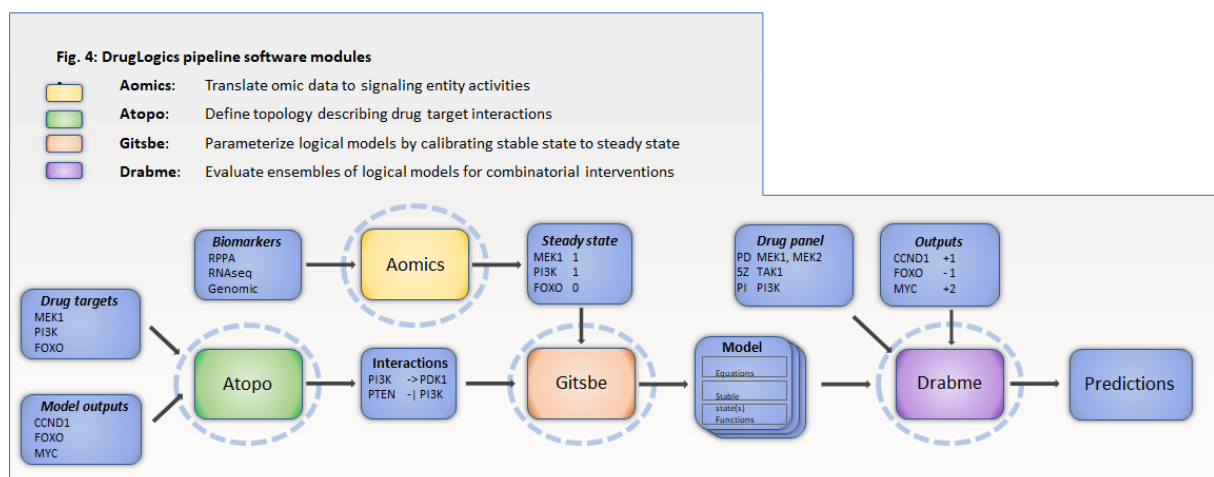 Fig. 4: DrugLogics pipeline software modules
Aomics: Translate omic data to signaling entity activities
Atopo: Define topology describing drug target interactions
Gitsbe: Parameterize logical models by calibrating stable state to steady state
Drabme: Evaluate ensembles of logical models for combinatorial interventions
Biomarkers
RPPA
RNAseq
Genomic
Aomics
Steady state
MEK1 1
PI3K 1
FOXO 0
Drug panel
PD MEK1, MEK2
5Z TAK1
PI PI3K
Outputs
CCND1 +1
FOXO -1
MYC +2
Drug targets
MEK1
PI3K
FOXO
Model outputs
CCND1
FOXO
MYC
Atopo
Interactions
PI3K -> PDK1
PTEN -| PI3K
Gitsbe
Model
Equations
Stable
state(s)
Functions
Drabme
Predictions